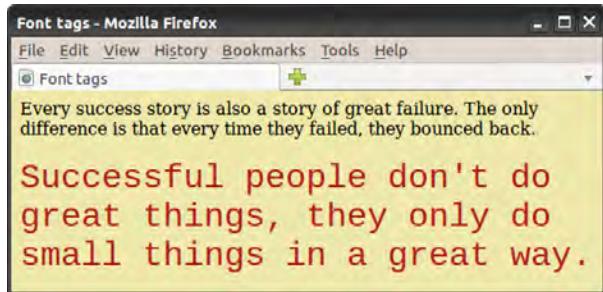 Font tags - Mozilla Firefox
File Edit View History Bookmarks Tools Help
Font tags
Every success story is also a story of great failure. The only
difference is that every time they failed, they bounced back.
Successful people don't do
great things, they only do
small things in a great way.